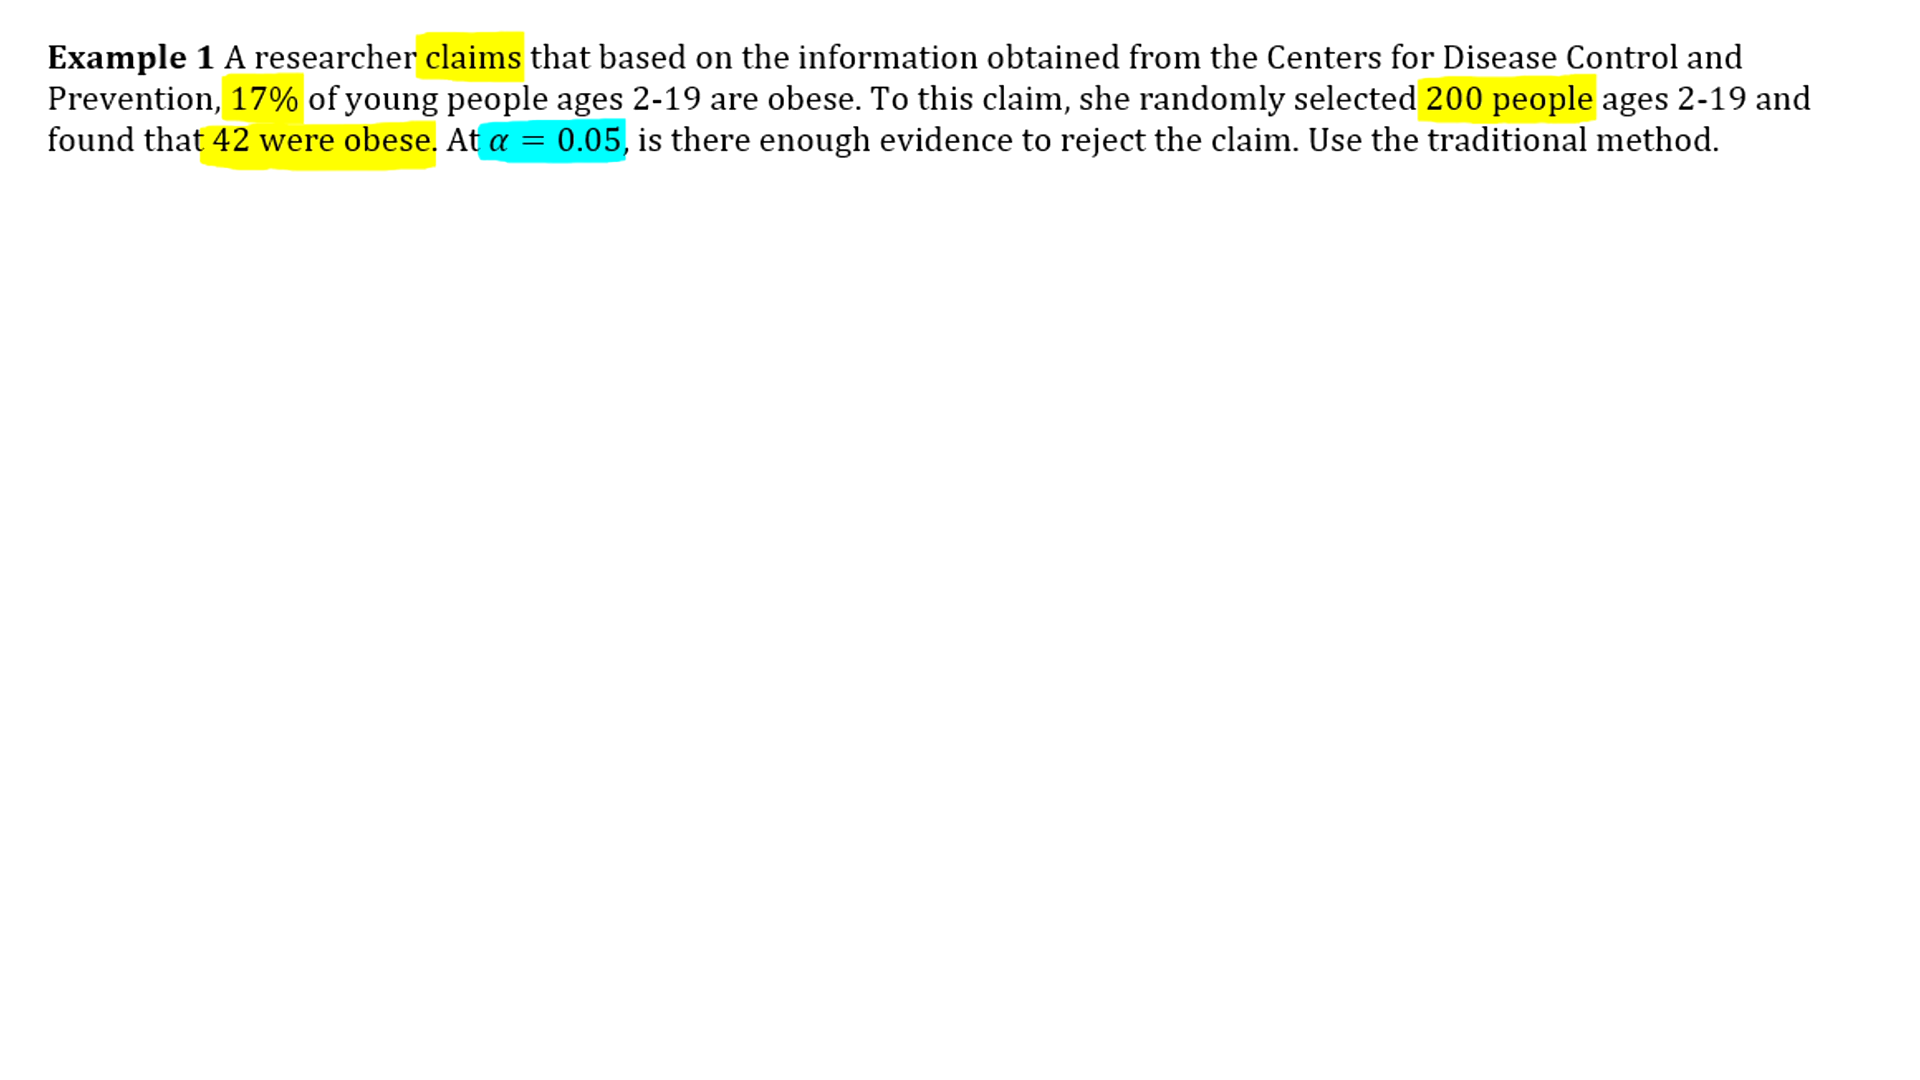 Example 1 A researcher claims that based on the information obtained from the Centers for Disease Control and
Prevention, 17% of young people ages 2-19 are obese. To this claim, she randomly selected 200 people ages 2-19 and
found that 42 were obese. At α = 0.05, is there enough evidence to reject the claim. Use the traditional method.